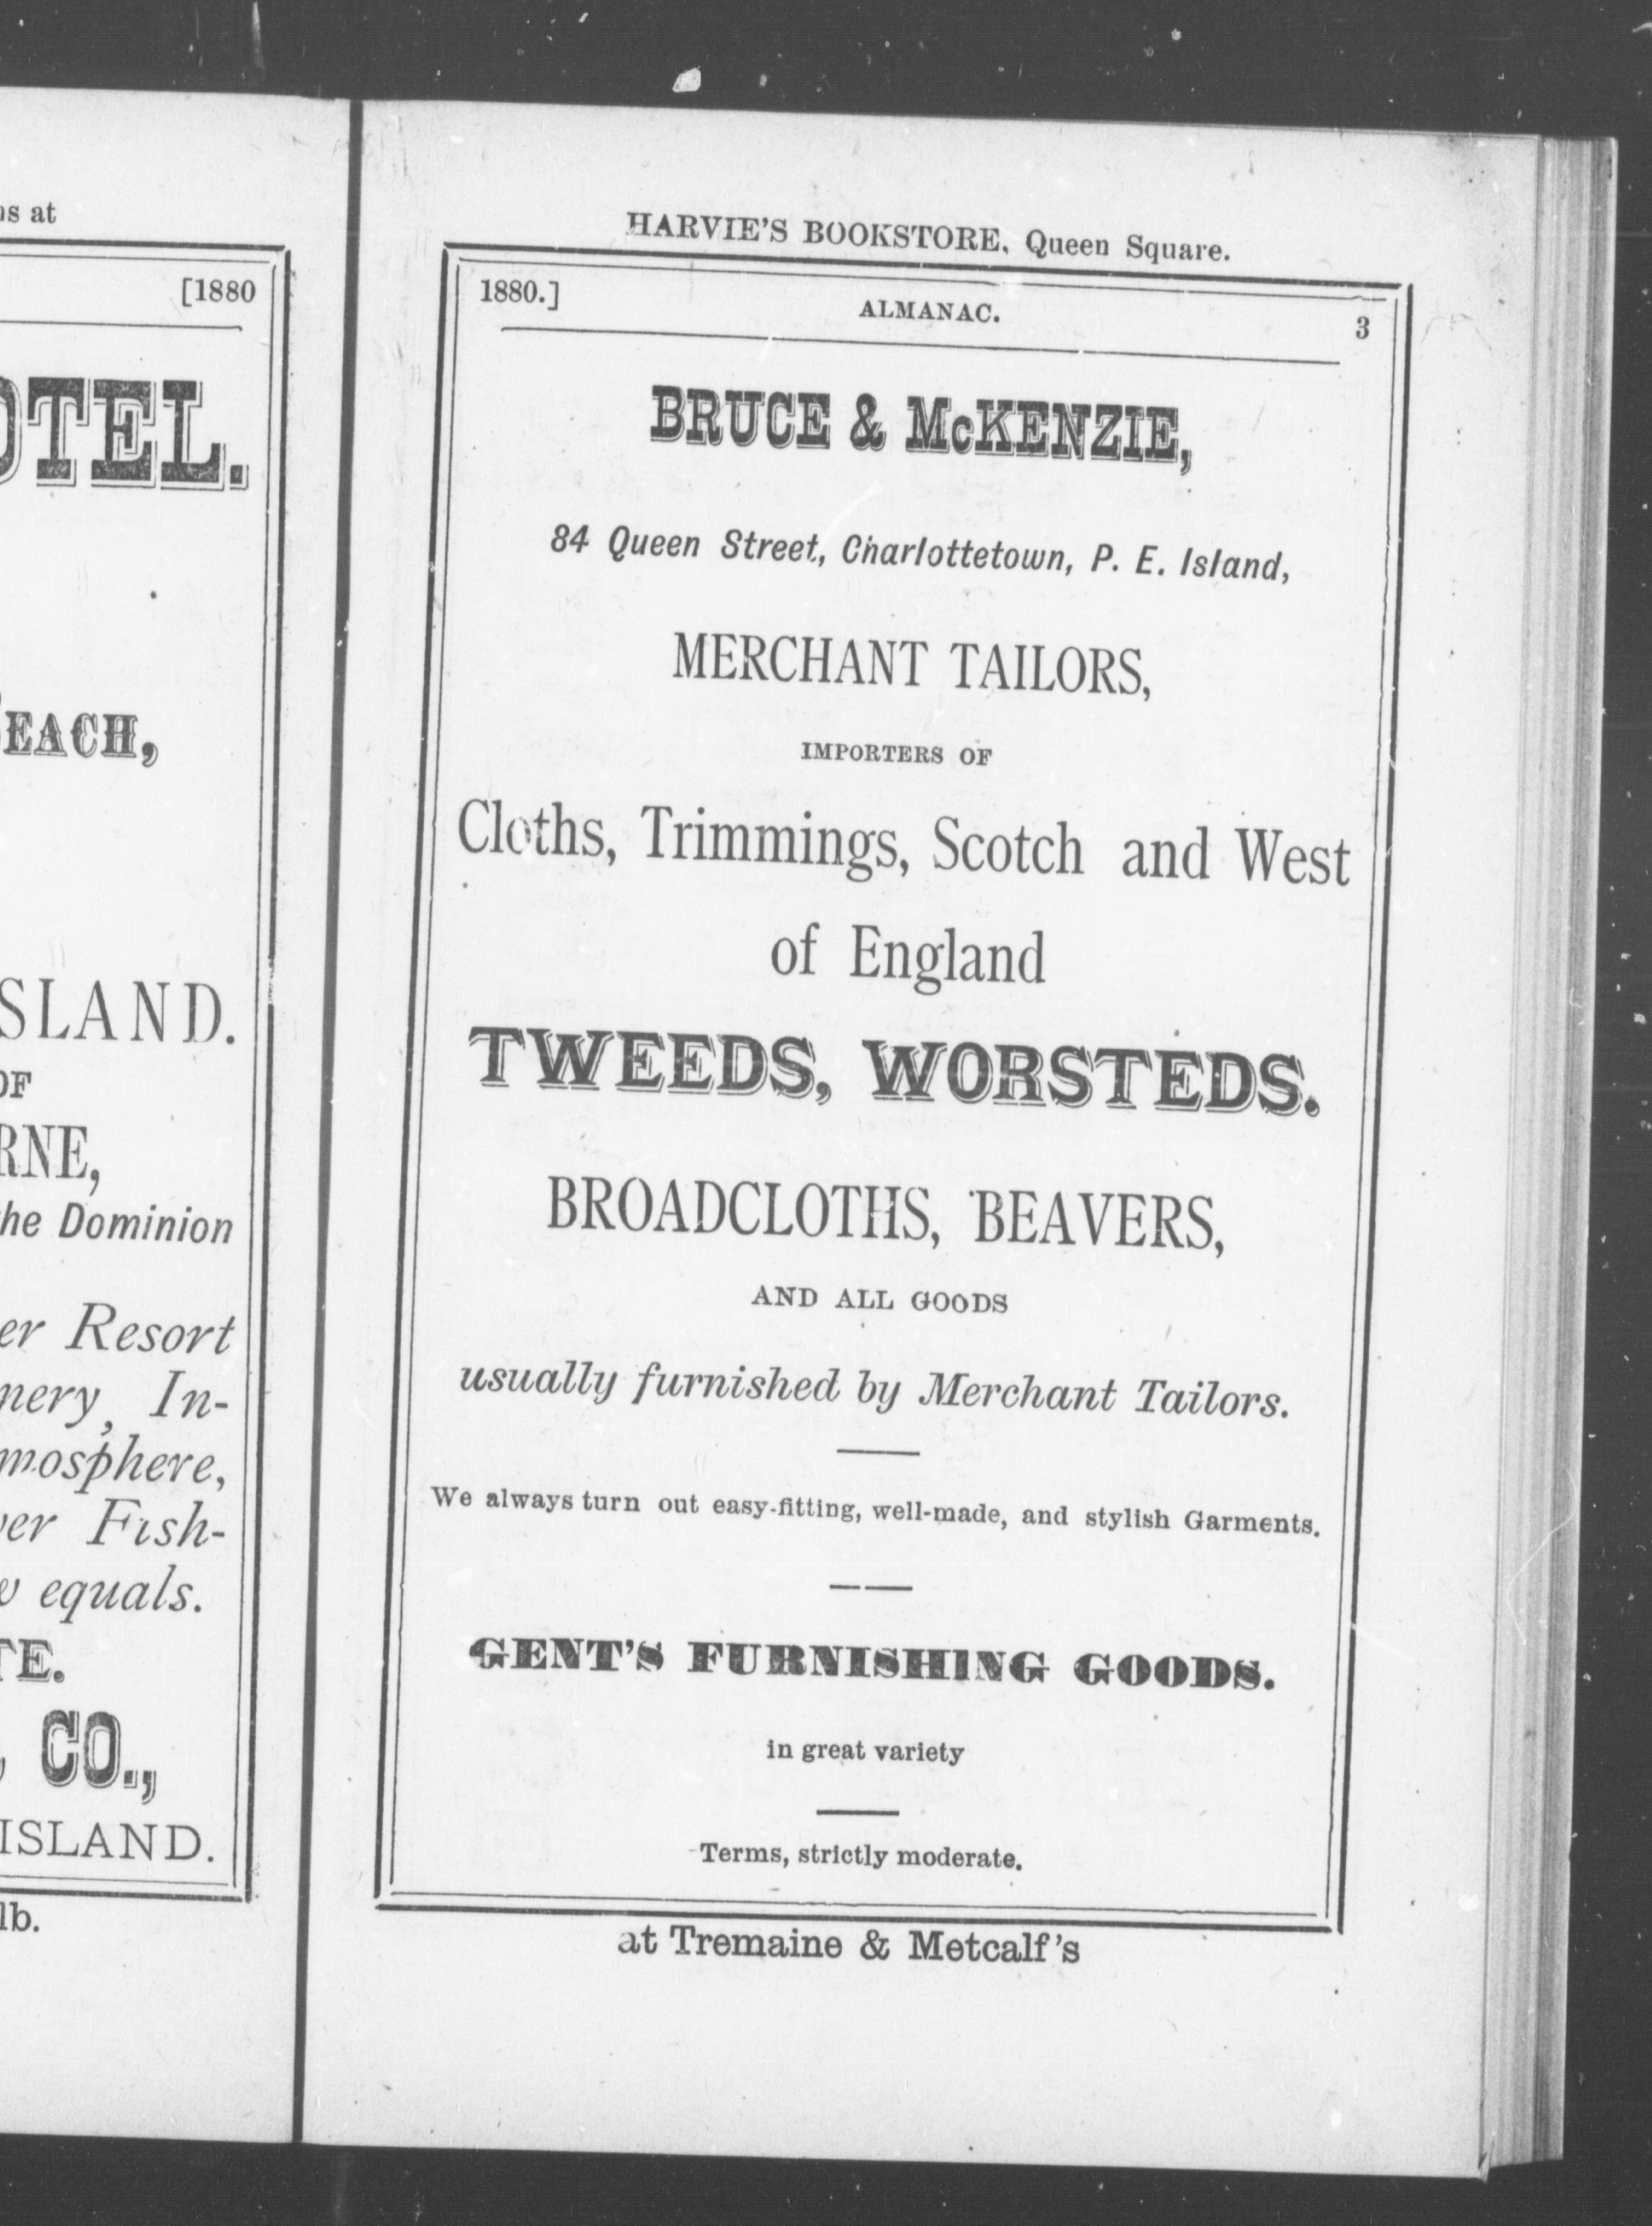 s at
[1880
OTEL.
EACH,
SLAND.
OF
RNE,
he Dominion
er Resort
nery, In-
mosphere,
er Fish-
w equals.
TE.
CO.,
ISLAND.
lb.
HARVIE'S BOOKSTORE, Queen Square.
1880.] ALMANAC. 3
BRUCE & McKENZIE,
84 Queen Street, Charlottetown, P. E. Island,
MERCHANT TAILORS,
IMPORTERS OF
Cloths, Trimmings, Scotch and West
of England
TWEEDS, WORSTEDS.
BROADCLOTHS, BEAVERS,
AND ALL GOODS
usually furnished by Merchant Tailors.
We always turn out easy-fitting, well-made, and stylish Garments.
GENT'S FURNISHING GOODS.
in great variety
Terms, strictly moderate.
at Tremaine & Metcalf's